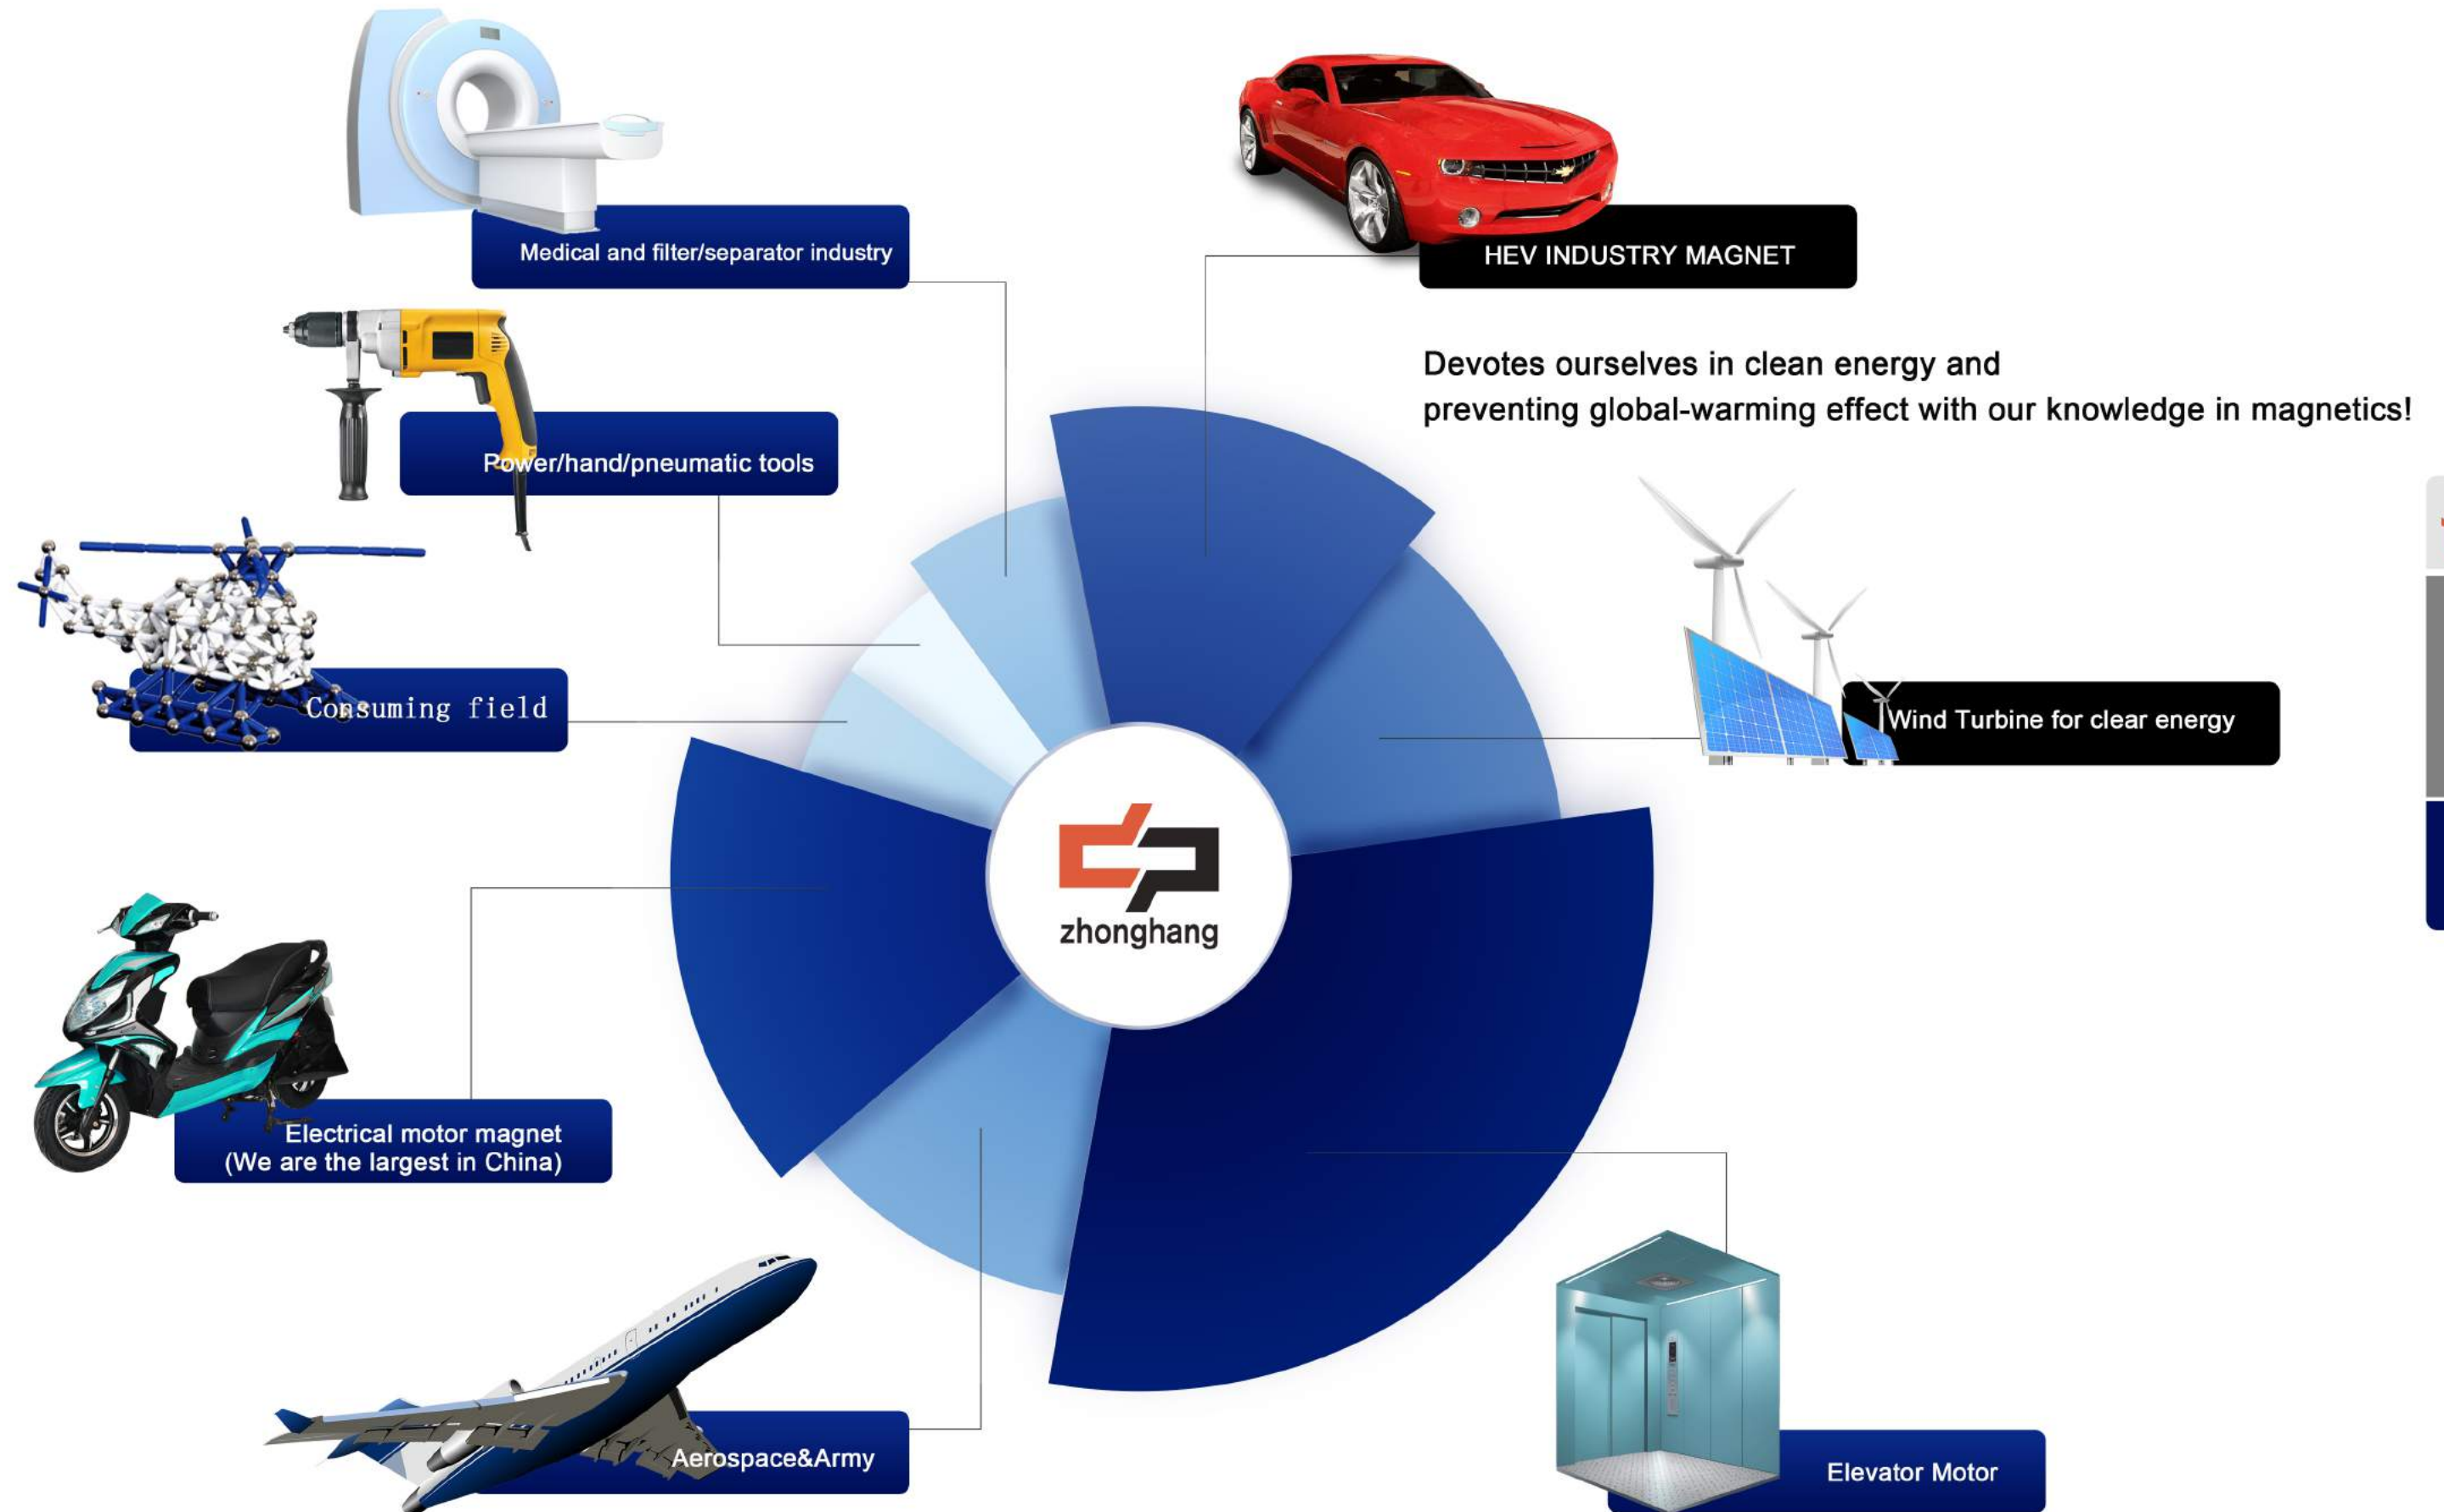 Medical and filter/separator industry
HEV INDUSTRY MAGNET
Devotes ourselves in clean energy and
preventing global-warming effect with our knowledge in magnetics!
Power/hand/pneumatic tools
Consuming field
Wind Turbine for clear energy
zhonghang
Electrical motor magnet
(We are the largest in China)
Aerospace&Army
Elevator Motor